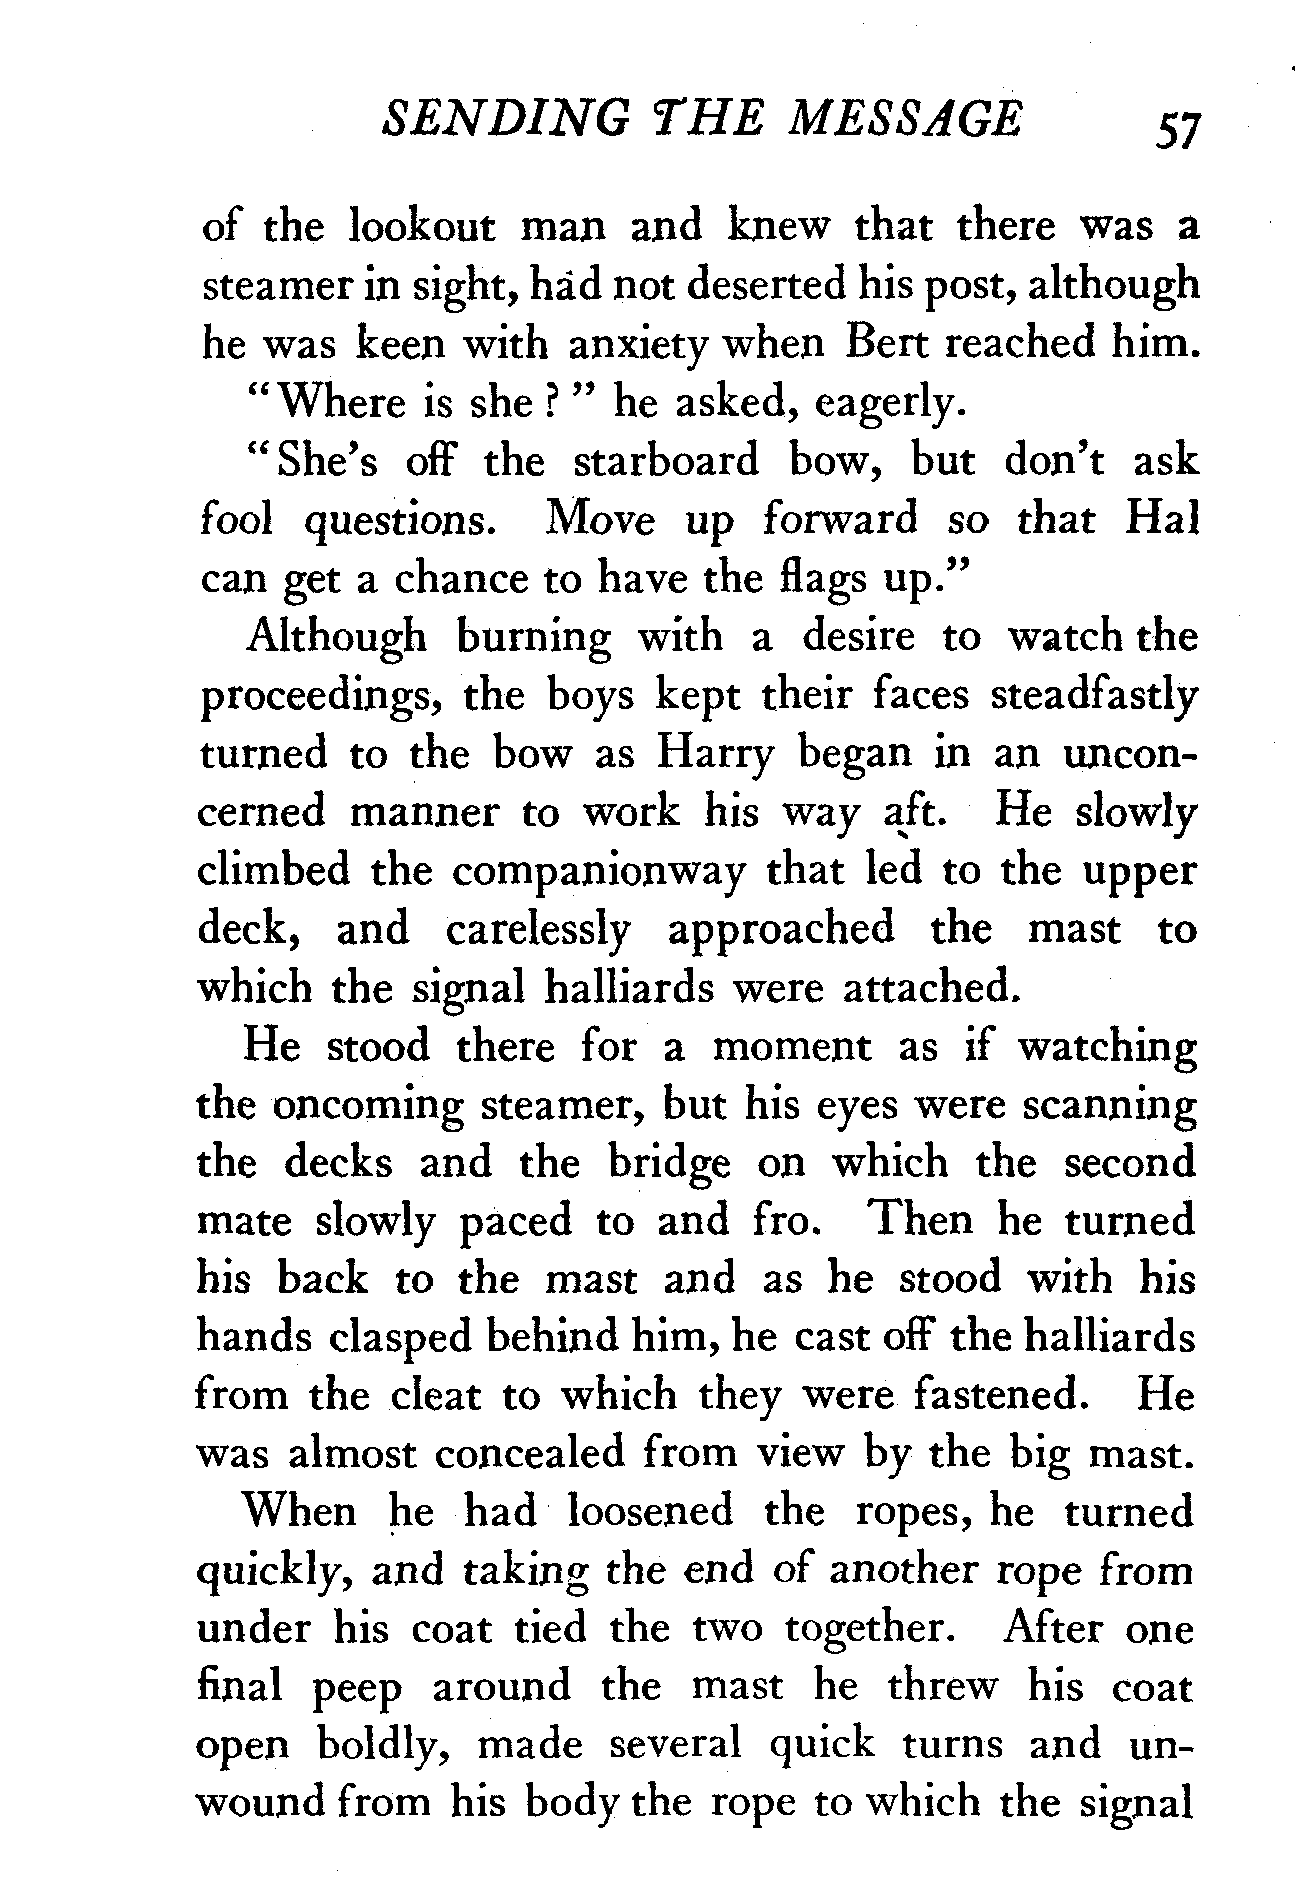 SENDING THE MESSAGE 57
of the lookout man and knew that there was a
steamer in sight, had not deserted his post, although
he was keen with anxiety when Bert reached him.
“Where is she?” he asked, eagerly.
“She’s off the starboard bow, but don’t ask
fool questions. Move up forward so that Hal
can get a chance to have the flags up.”
Although burning with a desire to watch the
proceedings, the boys kept their faces steadfastly
turned to the bow as Harry began in an uncon-
cerned manner to work his way aft. He slowly
climbed the companionway that led to the upper
deck, and carelessly approached the mast to
which the signal halliards were attached.
He stood there for a moment as if watching
the oncoming steamer, but his eyes were scanning
the decks and the bridge on which the second
mate slowly paced to and fro. Then he turned
his back to the mast and as he stood with his
hands clasped behind him, he cast off the halliards
from the cleat to which they were fastened. He
was almost concealed from view by the big mast.
When he had loosened the ropes, he turned
quickly, and taking the end of another rope from
under his coat tied the two together. After one
final peep around the mast he threw his coat
open boldly, made several quick turns and un-
wound from his body the rope to which the signal